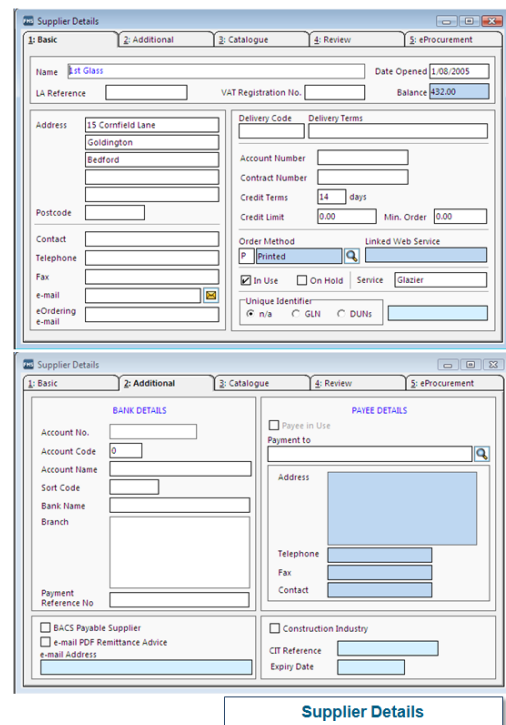 Supplier Details
1: Basic 2: Additional 3: Catalogue 4: Review 5: eProcurement
Name 1st Glass Date Opened 1/08/2005
LA Reference VAT Registration No. Balance 432.00
Address 15 Cornfield Lane
Goldington
Bedford
Postcode
Contact
Telephone
Fax
e-mail
eOrdering
e-mail
Delivery Code Delivery Terms
Account Number
Contract Number
Credit Terms 14 days
Credit Limit 0.00 Min. Order 0.00
Order Method Linked Web Service
P Printed
In Use On Hold Service Glazier
Unique Identifier
n/a GLN DUNs
Supplier Details
1: Basic 2: Additional 3: Catalogue 4: Review 5: eProcurement
BANK DETAILS
Account No.
Account Code 0
Account Name
Sort Code
Bank Name
Branch
Payment
Reference No
PAYEE DETAILS
Payee in Use
Payment to
Address
Telephone
Fax
Contact
BACS Payable Supplier
e-mail PDF Remittance Advice
e-mail Address
Construction Industry
CIT Reference
Expiry Date
Supplier Details